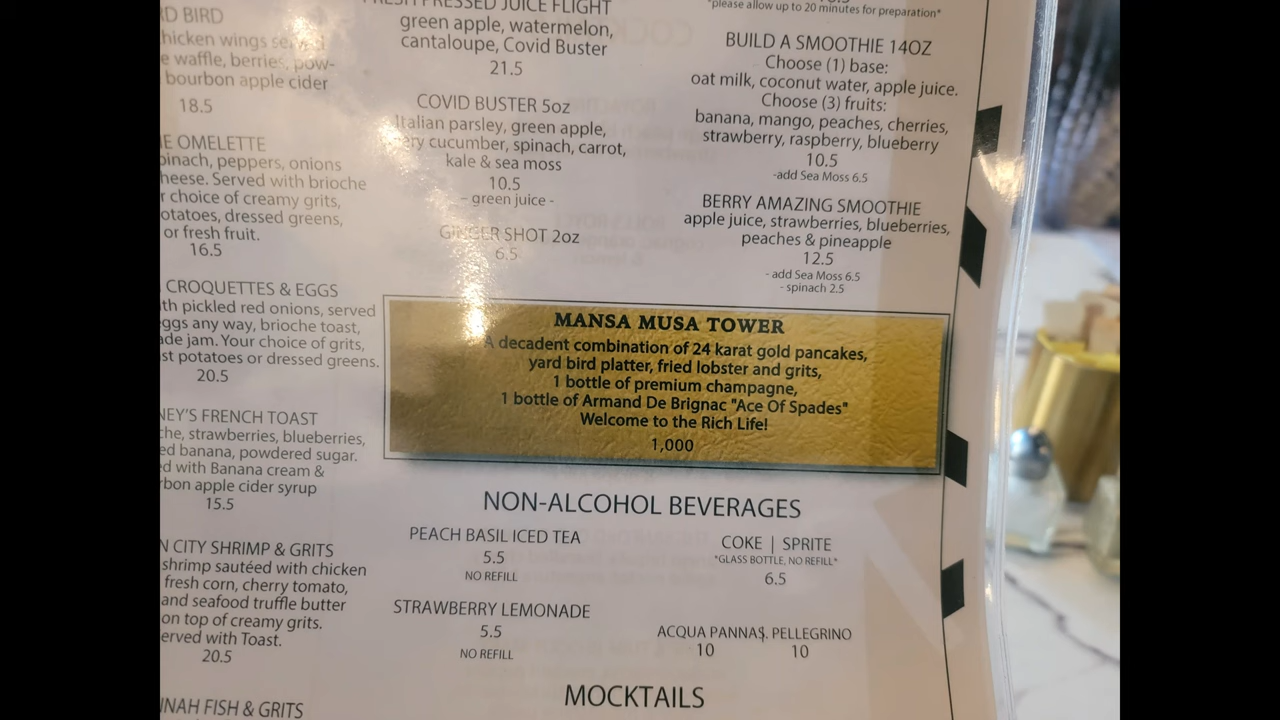 RD BIRD
chicken wings served
e waffle, berries, pow-
bourbon apple cider
18.5
E OMELETTE
pinach, peppers, onions
heese. Served with brioche
r choice of creamy grits,
otatoes, dressed greens,
or fresh fruit.
16.5
CROQUETTES & EGGS
th pickled red onions, served
eggs any way, brioche toast,
ade jam. Your choice of grits,
st potatoes or dressed greens.
20.5
NEY'S FRENCH TOAST
che, strawberries, blueberries,
ed banana, powdered sugar.
ed with Banana cream &
rbon apple cider syrup
15.5
N CITY SHRIMP & GRITS
shrimp sautéed with chicken
fresh corn, cherry tomato,
and seafood truffle butter
on top of creamy grits.
erved with Toast.
20.5
NNAH FISH & GRITS
FRESH PRESSED JUICE FLIGHT
green apple, watermelon,
cantaloupe, Covid Buster
21.5
COVID BUSTER 5oz
Italian parsley, green apple,
ery cucumber, spinach, carrot,
kale & sea moss
10.5
- green juice -
GINGER SHOT 2oz
6.5
*please allow up to 20 minutes for preparation*
BUILD A SMOOTHIE 14OZ
Choose (1) base:
oat milk, coconut water, apple juice.
Choose (3) fruits:
banana, mango, peaches, cherries,
strawberry, raspberry, blueberry
10.5
-add Sea Moss 6.5
BERRY AMAZING SMOOTHIE
apple juice, strawberries, blueberries,
peaches & pineapple
12.5
- add Sea Moss 6.5
- spinach 2.5
MANSA MUSA TOWER
A decadent combination of 24 karat gold pancakes,
yard bird platter, fried lobster and grits,
1 bottle of premium champagne,
1 bottle of Armand De Brignac "Ace Of Spades"
Welcome to the Rich Life!
1,000
NON-ALCOHOL BEVERAGES
PEACH BASIL ICED TEA
5.5
NO REFILL
STRAWBERRY LEMONADE
5.5
NO REFILL
COKE | SPRITE
*GLASS BOTTLE, NO REFILL*
6.5
ACQUA PANNA
10
S. PELLEGRINO
10
MOCKTAILS